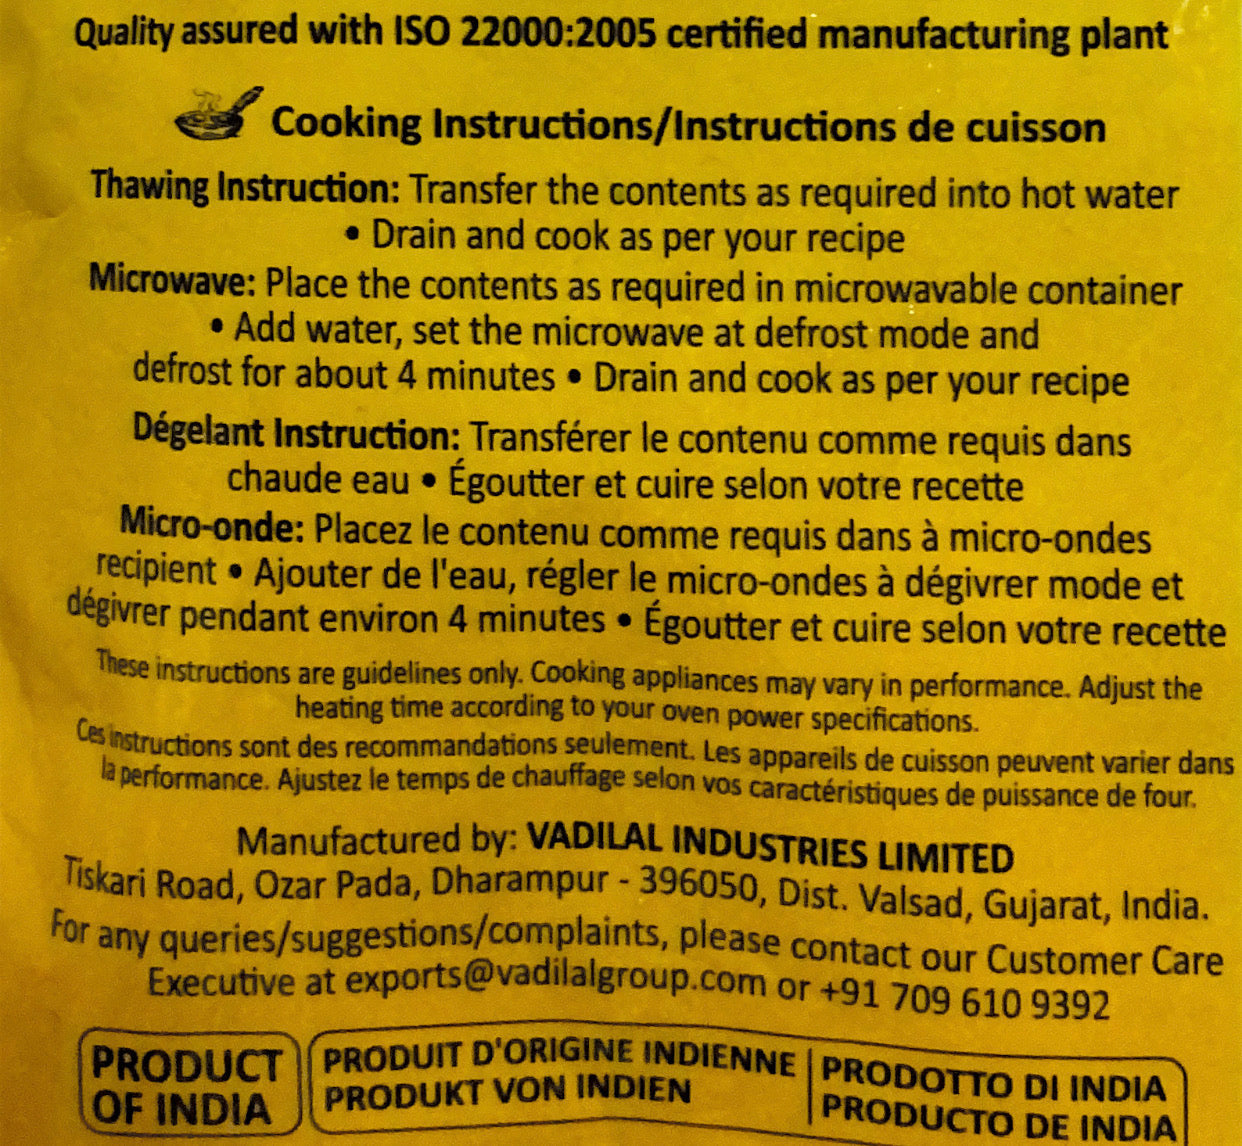 Quality assured with ISO 22000:2005 certified manufacturing plant
Cooking Instructions/Instructions de cuisson
Thawing Instruction: Transfer the contents as required into hot water
• Drain and cook as per your recipe
Microwave: Place the contents as required in microwavable container
• Add water, set the microwave at defrost mode and
defrost for about 4 minutes • Drain and cook as per your recipe
Dégelant Instruction: Transférer le contenu comme requis dans
chaude eau • Égoutter et cuire selon votre recette
Micro-onde: Placez le contenu comme requis dans à micro-ondes
recipient • Ajouter de l'eau, régler le micro-ondes à dégivrer mode et
dégivrer pendant environ 4 minutes • Égoutter et cuire selon votre recette
These instructions are guidelines only. Cooking appliances may vary in performance. Adjust the
heating time according to your oven power specifications.
Ces instructions sont des recommandations seulement. Les appareils de cuisson peuvent varier dans
la performance. Ajustez le temps de chauffage selon vos caractéristiques de puissance de four.
Manufactured by: VADILAL INDUSTRIES LIMITED
Tiskari Road, Ozar Pada, Dharampur - 396050, Dist. Valsad, Gujarat, India.
For any queries/suggestions/complaints, please contact our Customer Care
Executive at exports@vadilalgroup.com or +91 709 610 9392
PRODUCT
OF INDIA
PRODUIT D'ORIGINE INDIENNE
PRODUKT VON INDIEN
PRODOTTO DI INDIA
PRODUCTO DE INDIA